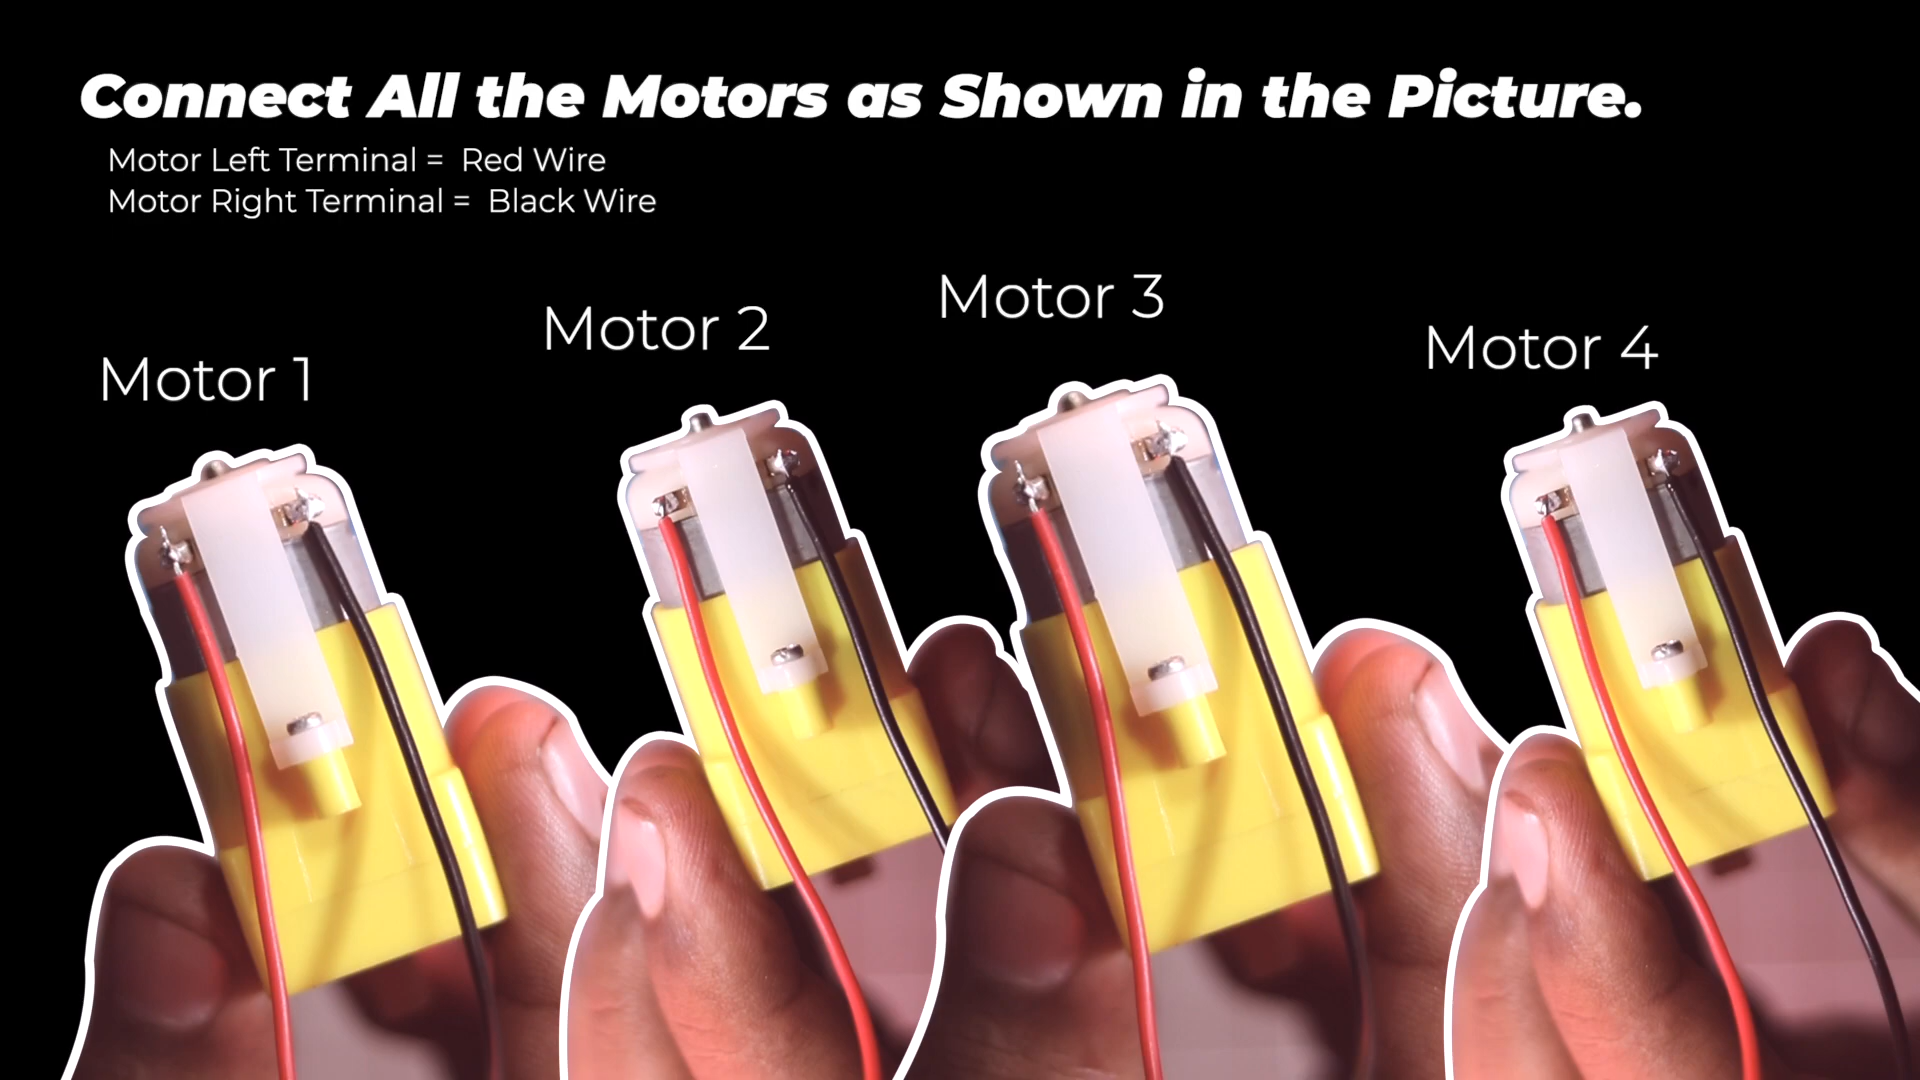 Connect All the Motors as Shown in the Picture.
Motor Left Terminal = Red Wire
Motor Right Terminal = Black Wire
Motor 1
Motor 2
Motor 3
Motor 4